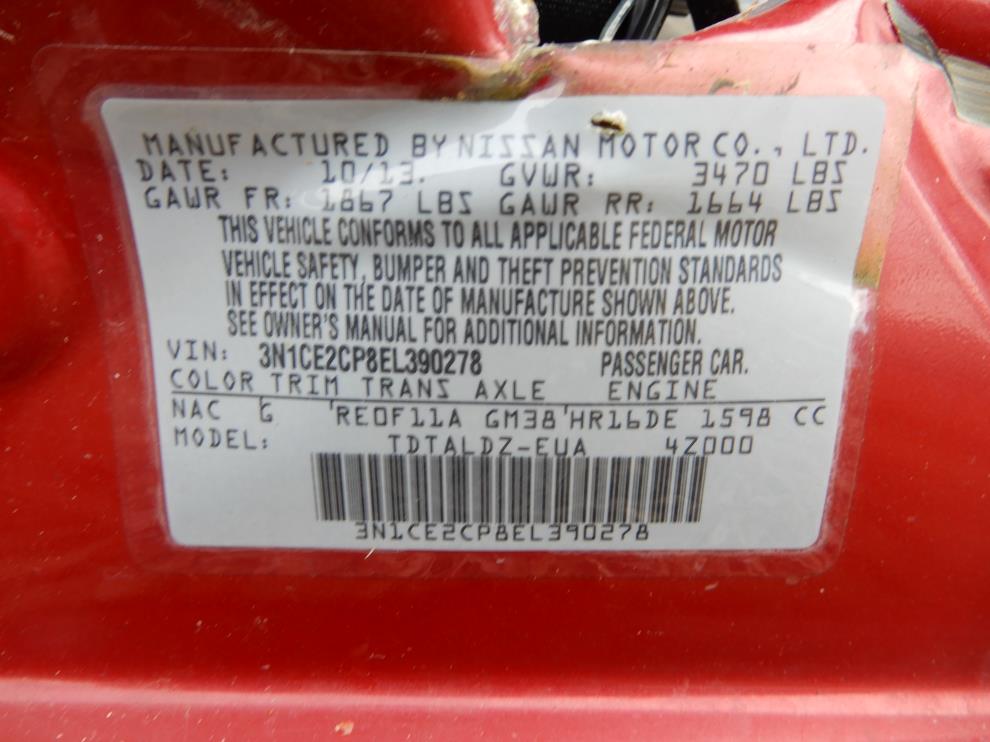 MANUFACTURED BY NISSAN MOTOR CO., LTD.
DATE: 10/13. GVWR: 3470 LBS
GAWR FR: 1867 LBS GAWR RR: 1664 LBS
THIS VEHICLE CONFORMS TO ALL APPLICABLE FEDERAL MOTOR
VEHICLE SAFETY, BUMPER AND THEFT PREVENTION STANDARDS
IN EFFECT ON THE DATE OF MANUFACTURE SHOWN ABOVE.
SEE OWNER'S MANUAL FOR ADDITIONAL INFORMATION.
VIN: 3N1CE2CP8EL390278 PASSENGER CAR.
COLOR TRIM TRANS AXLE ENGINE
NAC G RE0F11A GM38 HR16DE 1598 CC
MODEL: TDTALDZ-EUA 4Z000
3N1CE2CP8EL390278